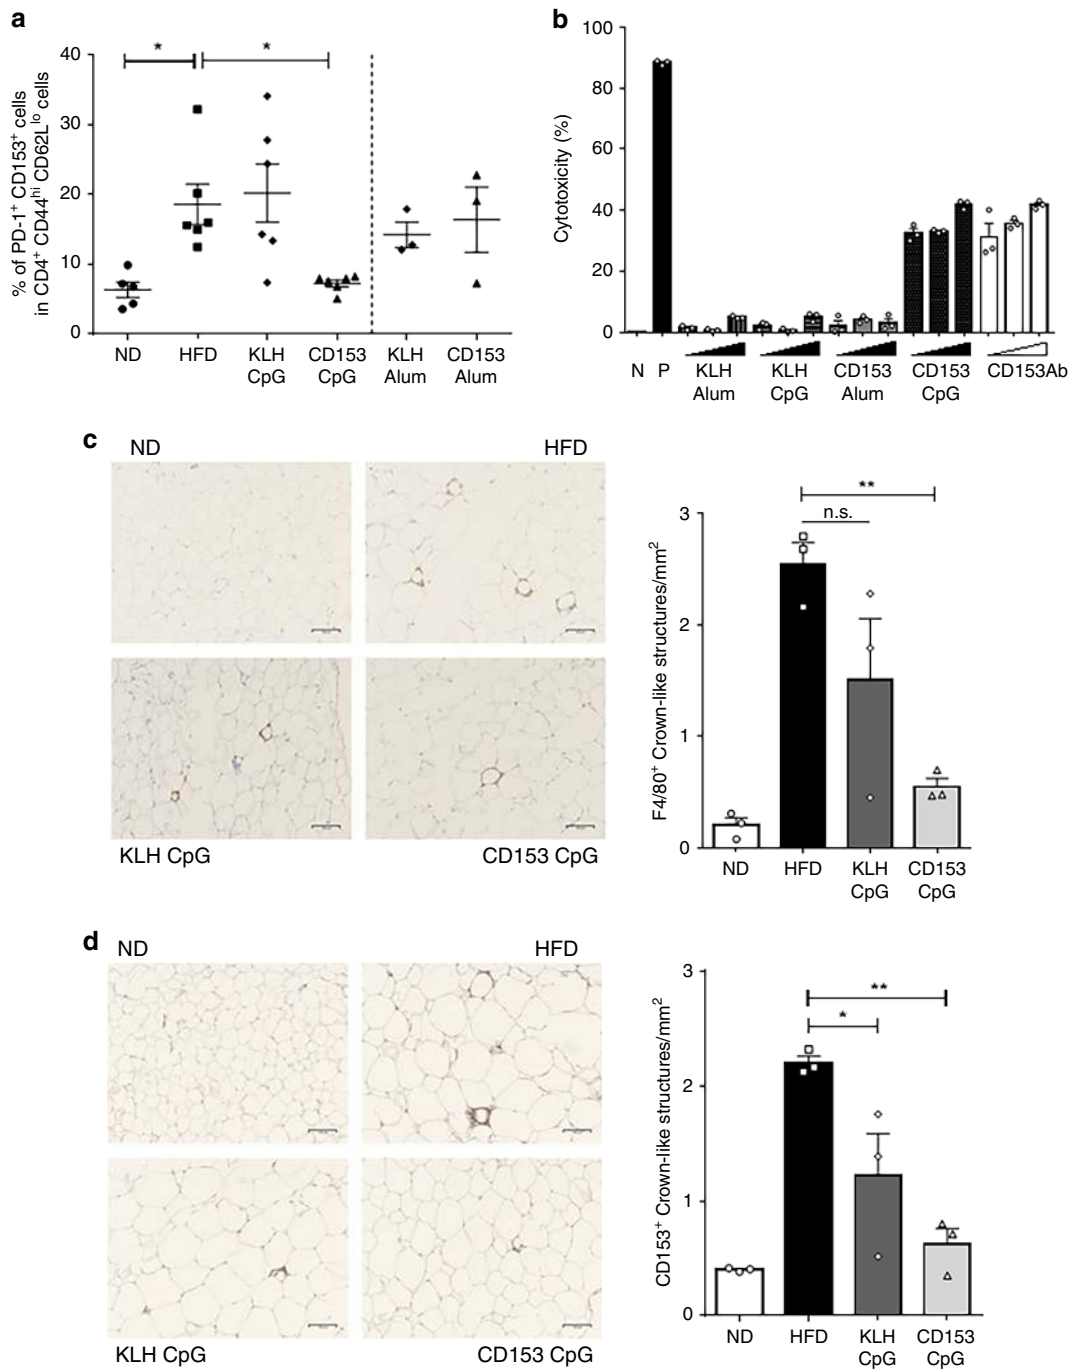 a
% of PD-1⁺ CD153⁺ cells
in CD4⁺ CD44ʰⁱ CD62Lˡᵒ cells
40
30
20
10
0
*
*
ND HFD KLH CD153 KLH CD153
CpG CpG Alum Alum
b
Cytotoxicity (%)
100
80
60
40
20
0
N P KLH KLH CD153 CD153 CD153Ab
Alum CpG Alum CpG
c
ND HFD
KLH CpG CD153 CpG
F4/80⁺ Crown-like structures/mm²
3
2
1
0
**
n.s.
ND HFD KLH CD153
CpG CpG
d
ND HFD
KLH CpG CD153 CpG
CD153⁺ Crown-like structures/mm²
3
2
1
0
**
*
ND HFD KLH CD153
CpG CpG